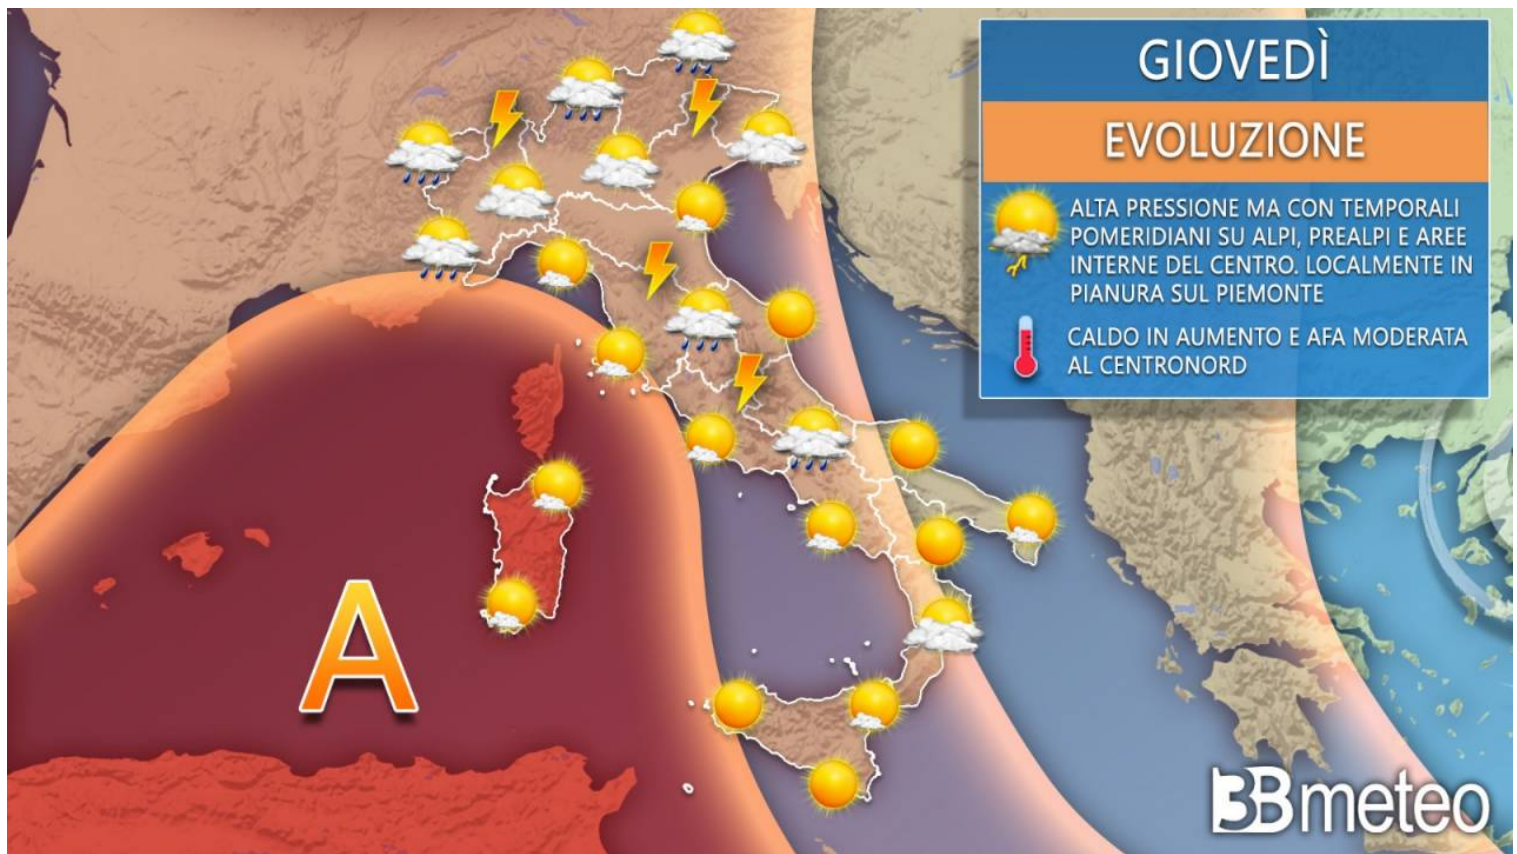 GIOVEDÌ
EVOLUZIONE
ALTA PRESSIONE MA CON TEMPORALI
POMERIDIANI SU ALPI, PREALPI E AREE
INTERNE DEL CENTRO. LOCALMENTE IN
PIANURA SUL PIEMONTE
CALDO IN AUMENTO E AFA MODERATA
AL CENTRONORD
A
3Bmeteo